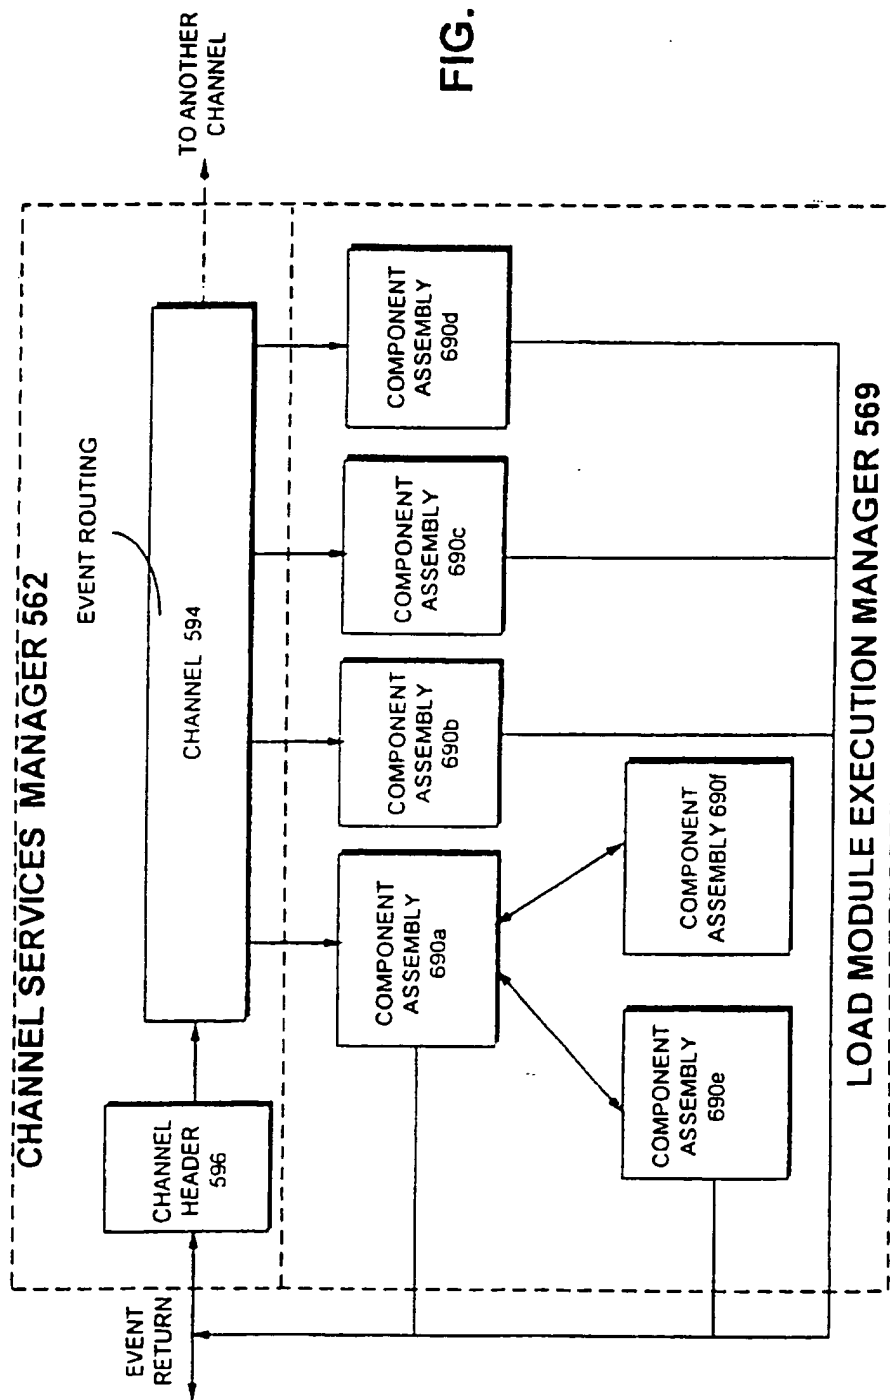 CHANNEL SERVICES MANAGER 562
EVENT ROUTING
TO ANOTHER
CHANNEL
EVENT
RETURN
CHANNEL
HEADER
596
CHANNEL 594
COMPONENT
ASSEMBLY
690a
COMPONENT
ASSEMBLY
690b
COMPONENT
ASSEMBLY
690c
COMPONENT
ASSEMBLY
690d
COMPONENT
ASSEMBLY
690e
COMPONENT
ASSEMBLY 690f
LOAD MODULE EXECUTION MANAGER 569
FIG.